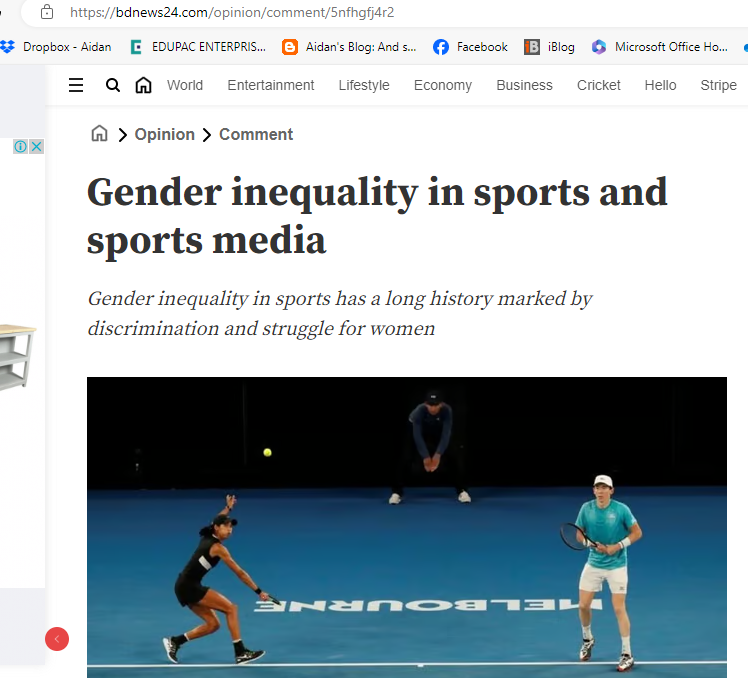 https://bdnews24.com/opinion/comment/5nfhgfj4r2
Dropbox - Aidan EDUPAC ENTERPRIS... Aidan's Blog: And s... Facebook iBlog Microsoft Office Ho...
World Entertainment Lifestyle Economy Business Cricket Hello Stripe
Opinion Comment
Gender inequality in sports and
sports media
Gender inequality in sports has a long history marked by
discrimination and struggle for women
MELBOURNE